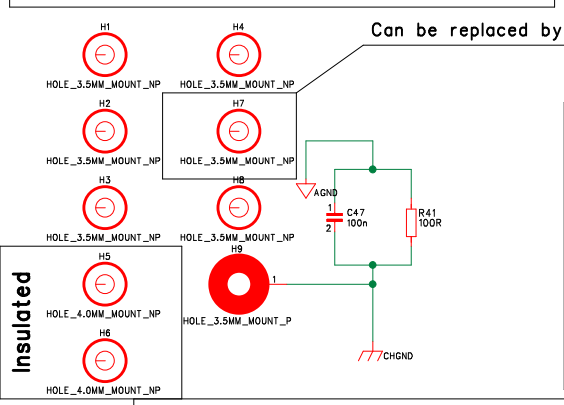 Can be replaced by
H1
HOLE_3.5MM_MOUNT_NP
H4
HOLE_3.5MM_MOUNT_NP
H2
HOLE_3.5MM_MOUNT_NP
H7
HOLE_3.5MM_MOUNT_NP
H3
HOLE_3.5MM_MOUNT_NP
H8
HOLE_3.5MM_MOUNT_NP
AGND
1
C47
100n
2
R41
100R
Insulated
H5
HOLE_4.0MM_MOUNT_NP
H9
1
HOLE_3.5MM_MOUNT_P
H6
HOLE_4.0MM_MOUNT_NP
CHGND